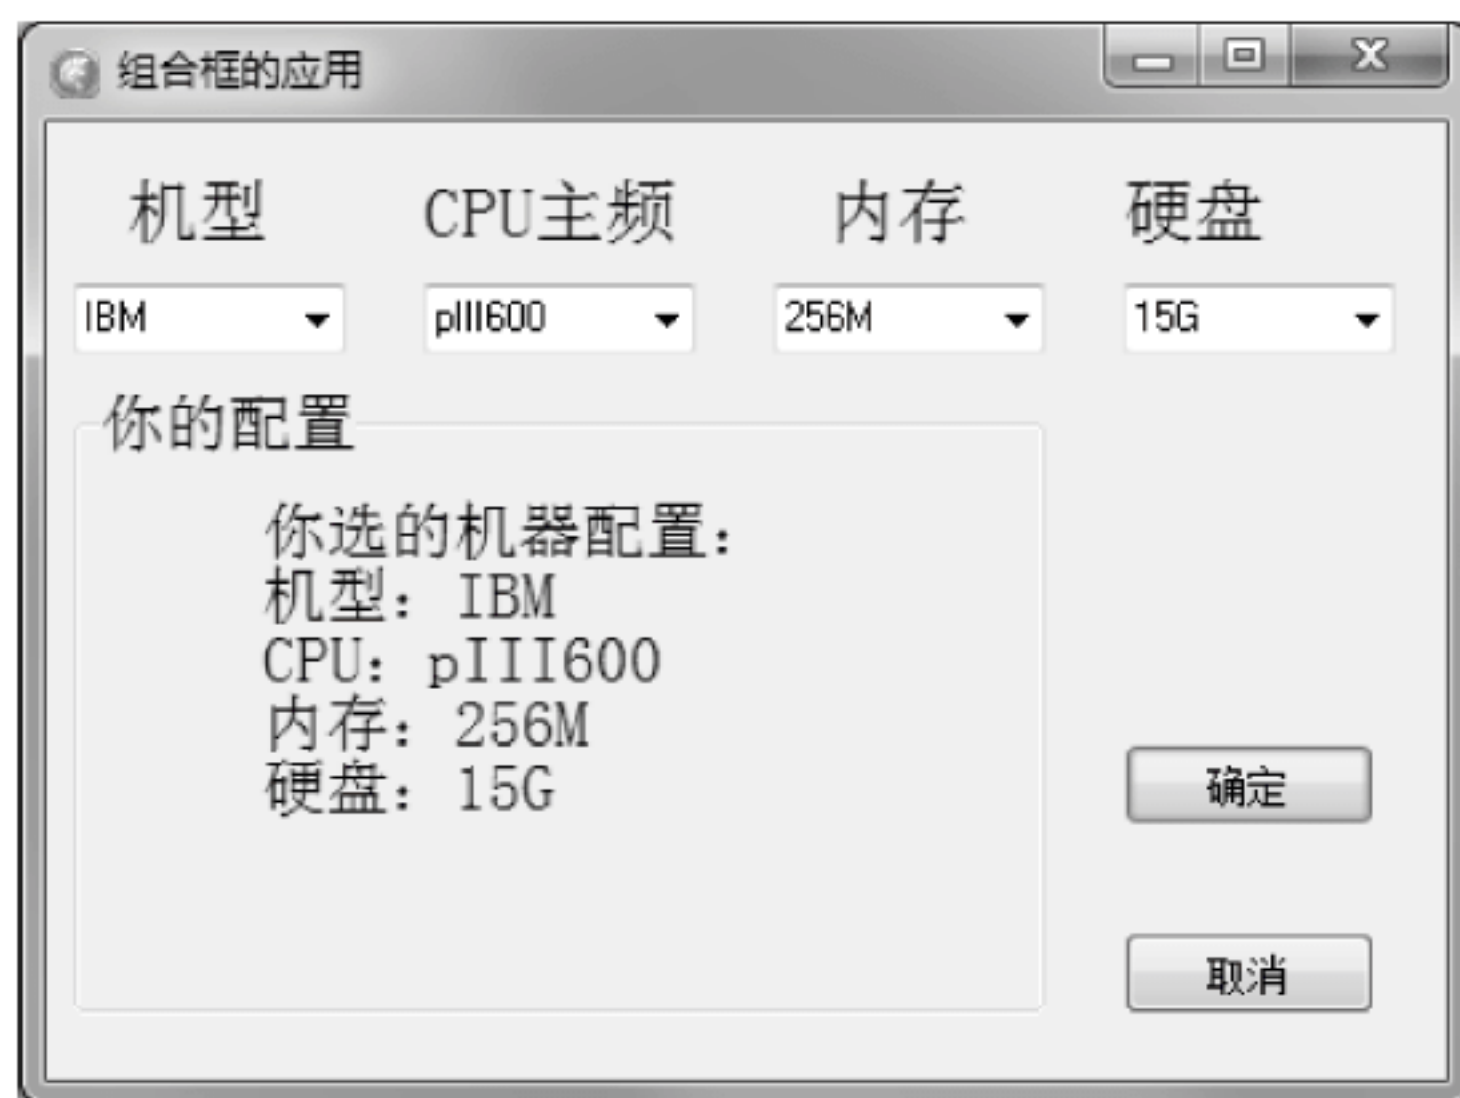 组合框的应用
机型 CPU主频 内存 硬盘
IBM pIII600 256M 15G
你的配置
你选的机器配置：
机型：IBM
CPU：pIII600
内存：256M
硬盘：15G
确定
取消